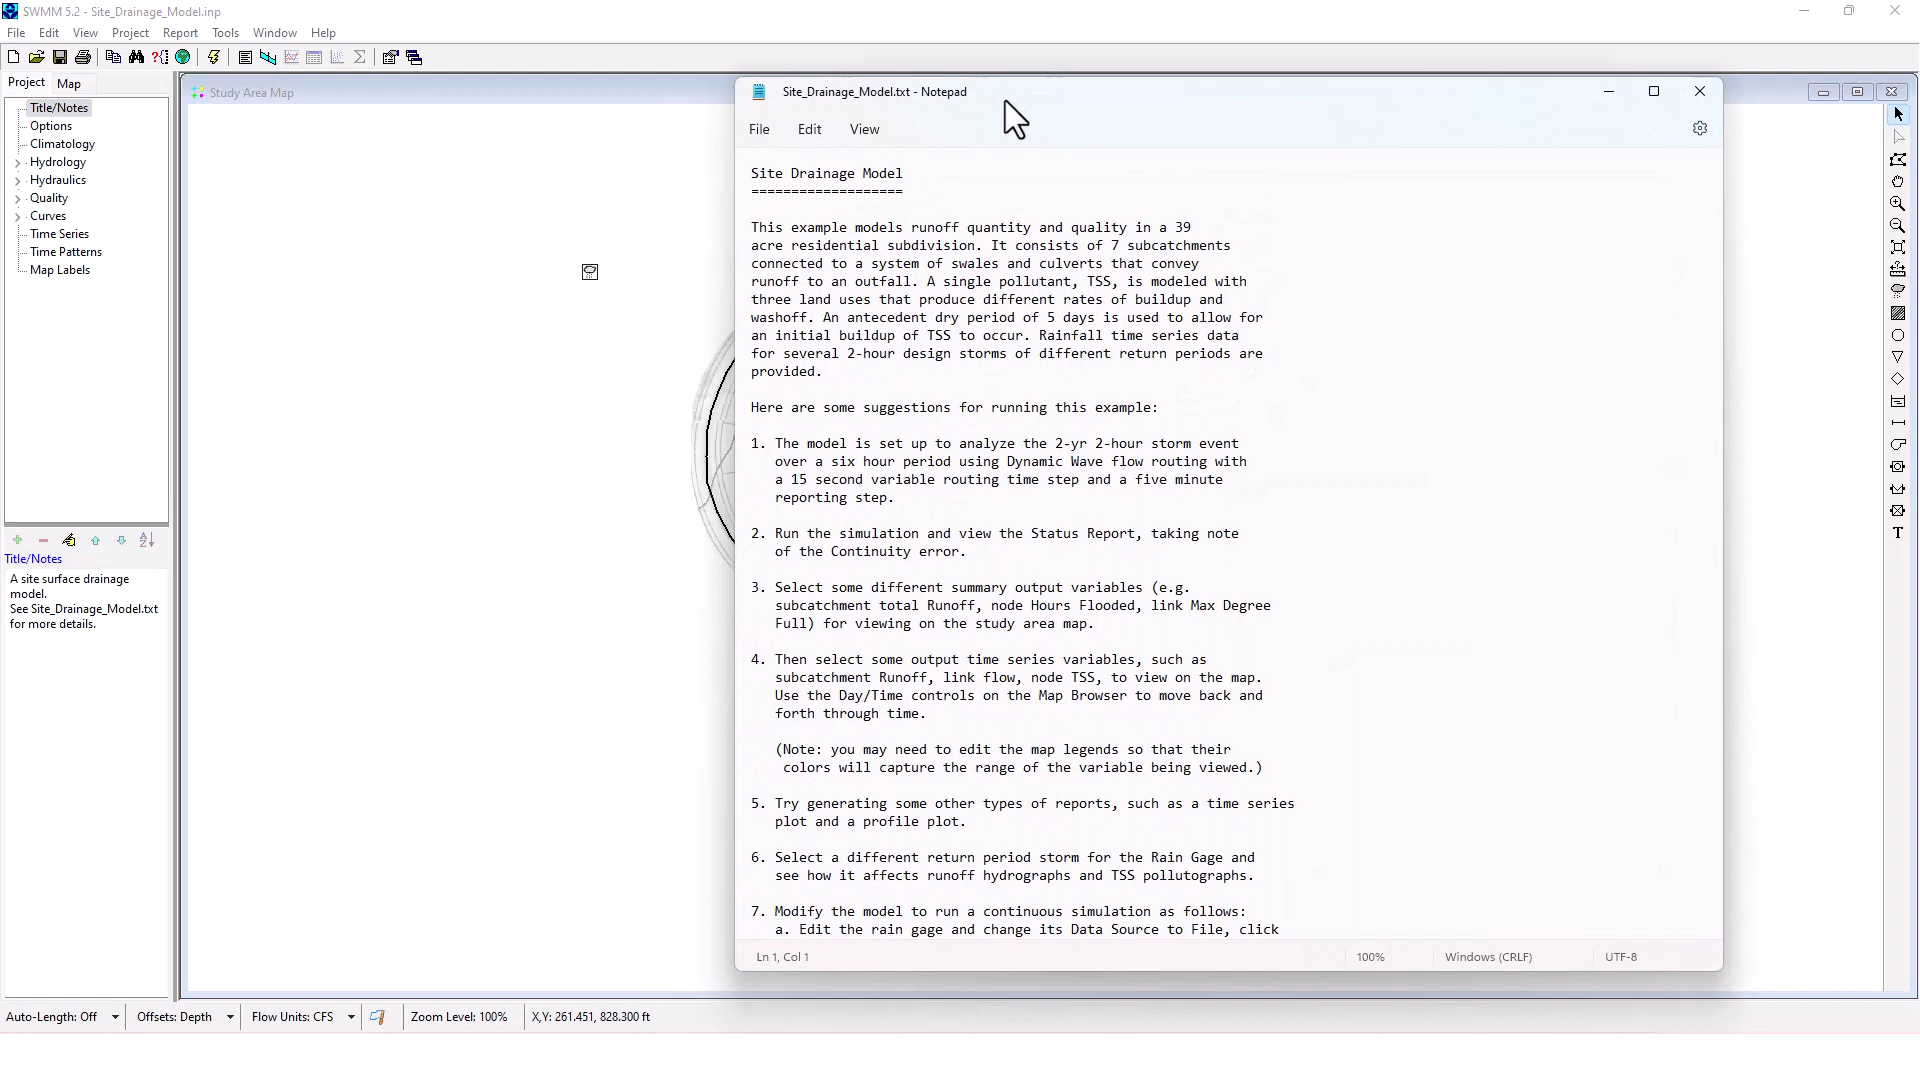 SWMM 5.2 - Site_Drainage_Model.inp
File Edit View Project Report Tools Window Help
Project Map
Title/Notes
Options
Climatology
Hydrology
Hydraulics
Quality
Curves
Time Series
Time Patterns
Map Labels
Title/Notes
A site surface drainage
model.
See Site_Drainage_Model.txt
for more details.
Study Area Map
Site_Drainage_Model.txt - Notepad
File Edit View
Site Drainage Model
===================
This example models runoff quantity and quality in a 39
acre residential subdivision. It consists of 7 subcatchments
connected to a system of swales and culverts that convey
runoff to an outfall. A single pollutant, TSS, is modeled with
three land uses that produce different rates of buildup and
washoff. An antecedent dry period of 5 days is used to allow for
an initial buildup of TSS to occur. Rainfall time series data
for several 2-hour design storms of different return periods are
provided.
Here are some suggestions for running this example:
1. The model is set up to analyze the 2-yr 2-hour storm event
over a six hour period using Dynamic Wave flow routing with
a 15 second variable routing time step and a five minute
reporting step.
2. Run the simulation and view the Status Report, taking note
of the Continuity error.
3. Select some different summary output variables (e.g.
subcatchment total Runoff, node Hours Flooded, link Max Degree
Full) for viewing on the study area map.
4. Then select some output time series variables, such as
subcatchment Runoff, link flow, node TSS, to view on the map.
Use the Day/Time controls on the Map Browser to move back and
forth through time.
(Note: you may need to edit the map legends so that their
colors will capture the range of the variable being viewed.)
5. Try generating some other types of reports, such as a time series
plot and a profile plot.
6. Select a different return period storm for the Rain Gage and
see how it affects runoff hydrographs and TSS pollutographs.
7. Modify the model to run a continuous simulation as follows:
a. Edit the rain gage and change its Data Source to File, click
Ln 1, Col 1 100% Windows (CRLF) UTF-8
T
Auto-Length: Off Offsets: Depth Flow Units: CFS Zoom Level: 100% X,Y: 261.451, 828.300 ft